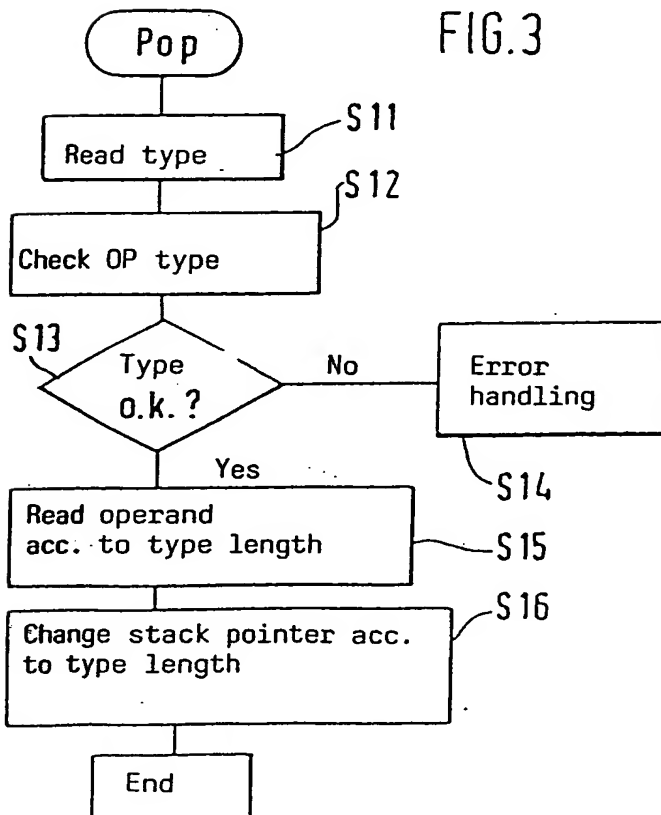 FIG.3
Pop
S11
Read type
S12
Check OP type
S13
Type
o.k.?
No
Error
handling
S14
Yes
Read operand
acc. to type length
S15
S16
Change stack pointer acc.
to type length
End